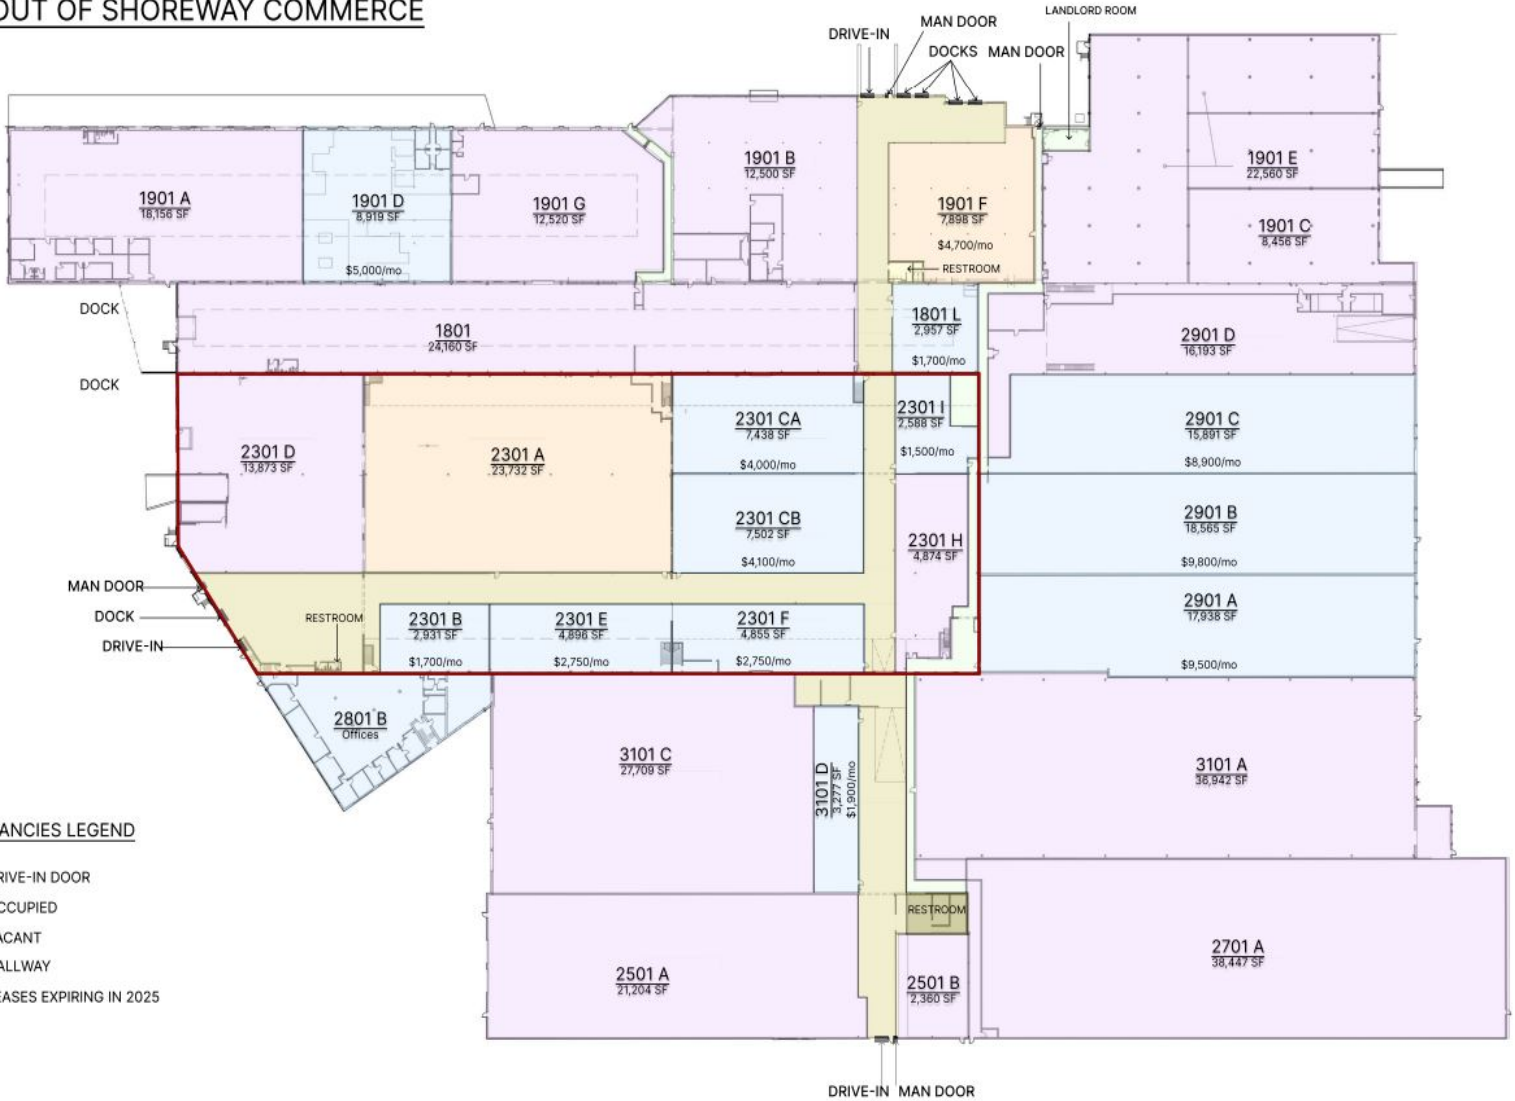 OUT OF SHOREWAY COMMERCE
LANDLORD ROOM
MAN DOOR
DRIVE-IN
DOCKS
MAN DOOR
1901 A
18,156 SF
1901 D
8,919 SF
$5,000/mo
1901 G
12,520 SF
1901 B
12,500 SF
1901 F
7,898 SF
$4,700/mo
RESTROOM
1901 E
22,560 SF
1901 C
8,456 SF
DOCK
1801
24,160 SF
1801 L
2,957 SF
$1,700/mo
2901 D
16,193 SF
DOCK
2301 D
13,873 SF
2301 A
23,732 SF
2301 CA
7,438 SF
$4,000/mo
2301 I
2,588 SF
$1,500/mo
2901 C
15,891 SF
$8,900/mo
2301 CB
7,502 SF
$4,100/mo
2301 H
4,874 SF
2901 B
18,565 SF
$9,800/mo
MAN DOOR
DOCK
DRIVE-IN
RESTROOM
2301 B
2,931 SF
$1,700/mo
2301 E
4,896 SF
$2,750/mo
2301 F
4,855 SF
$2,750/mo
2901 A
17,938 SF
$9,500/mo
2801 B
Offices
3101 C
27,709 SF
3101 D
3,277 SF
$1,900/mo
3101 A
36,942 SF
ANCIES LEGEND
RIVE-IN DOOR
CCUPIED
ACANT
ALLWAY
EASES EXPIRING IN 2025
RESTROOM
2501 A
21,204 SF
2501 B
2,360 SF
2701 A
38,447 SF
DRIVE-IN
MAN DOOR